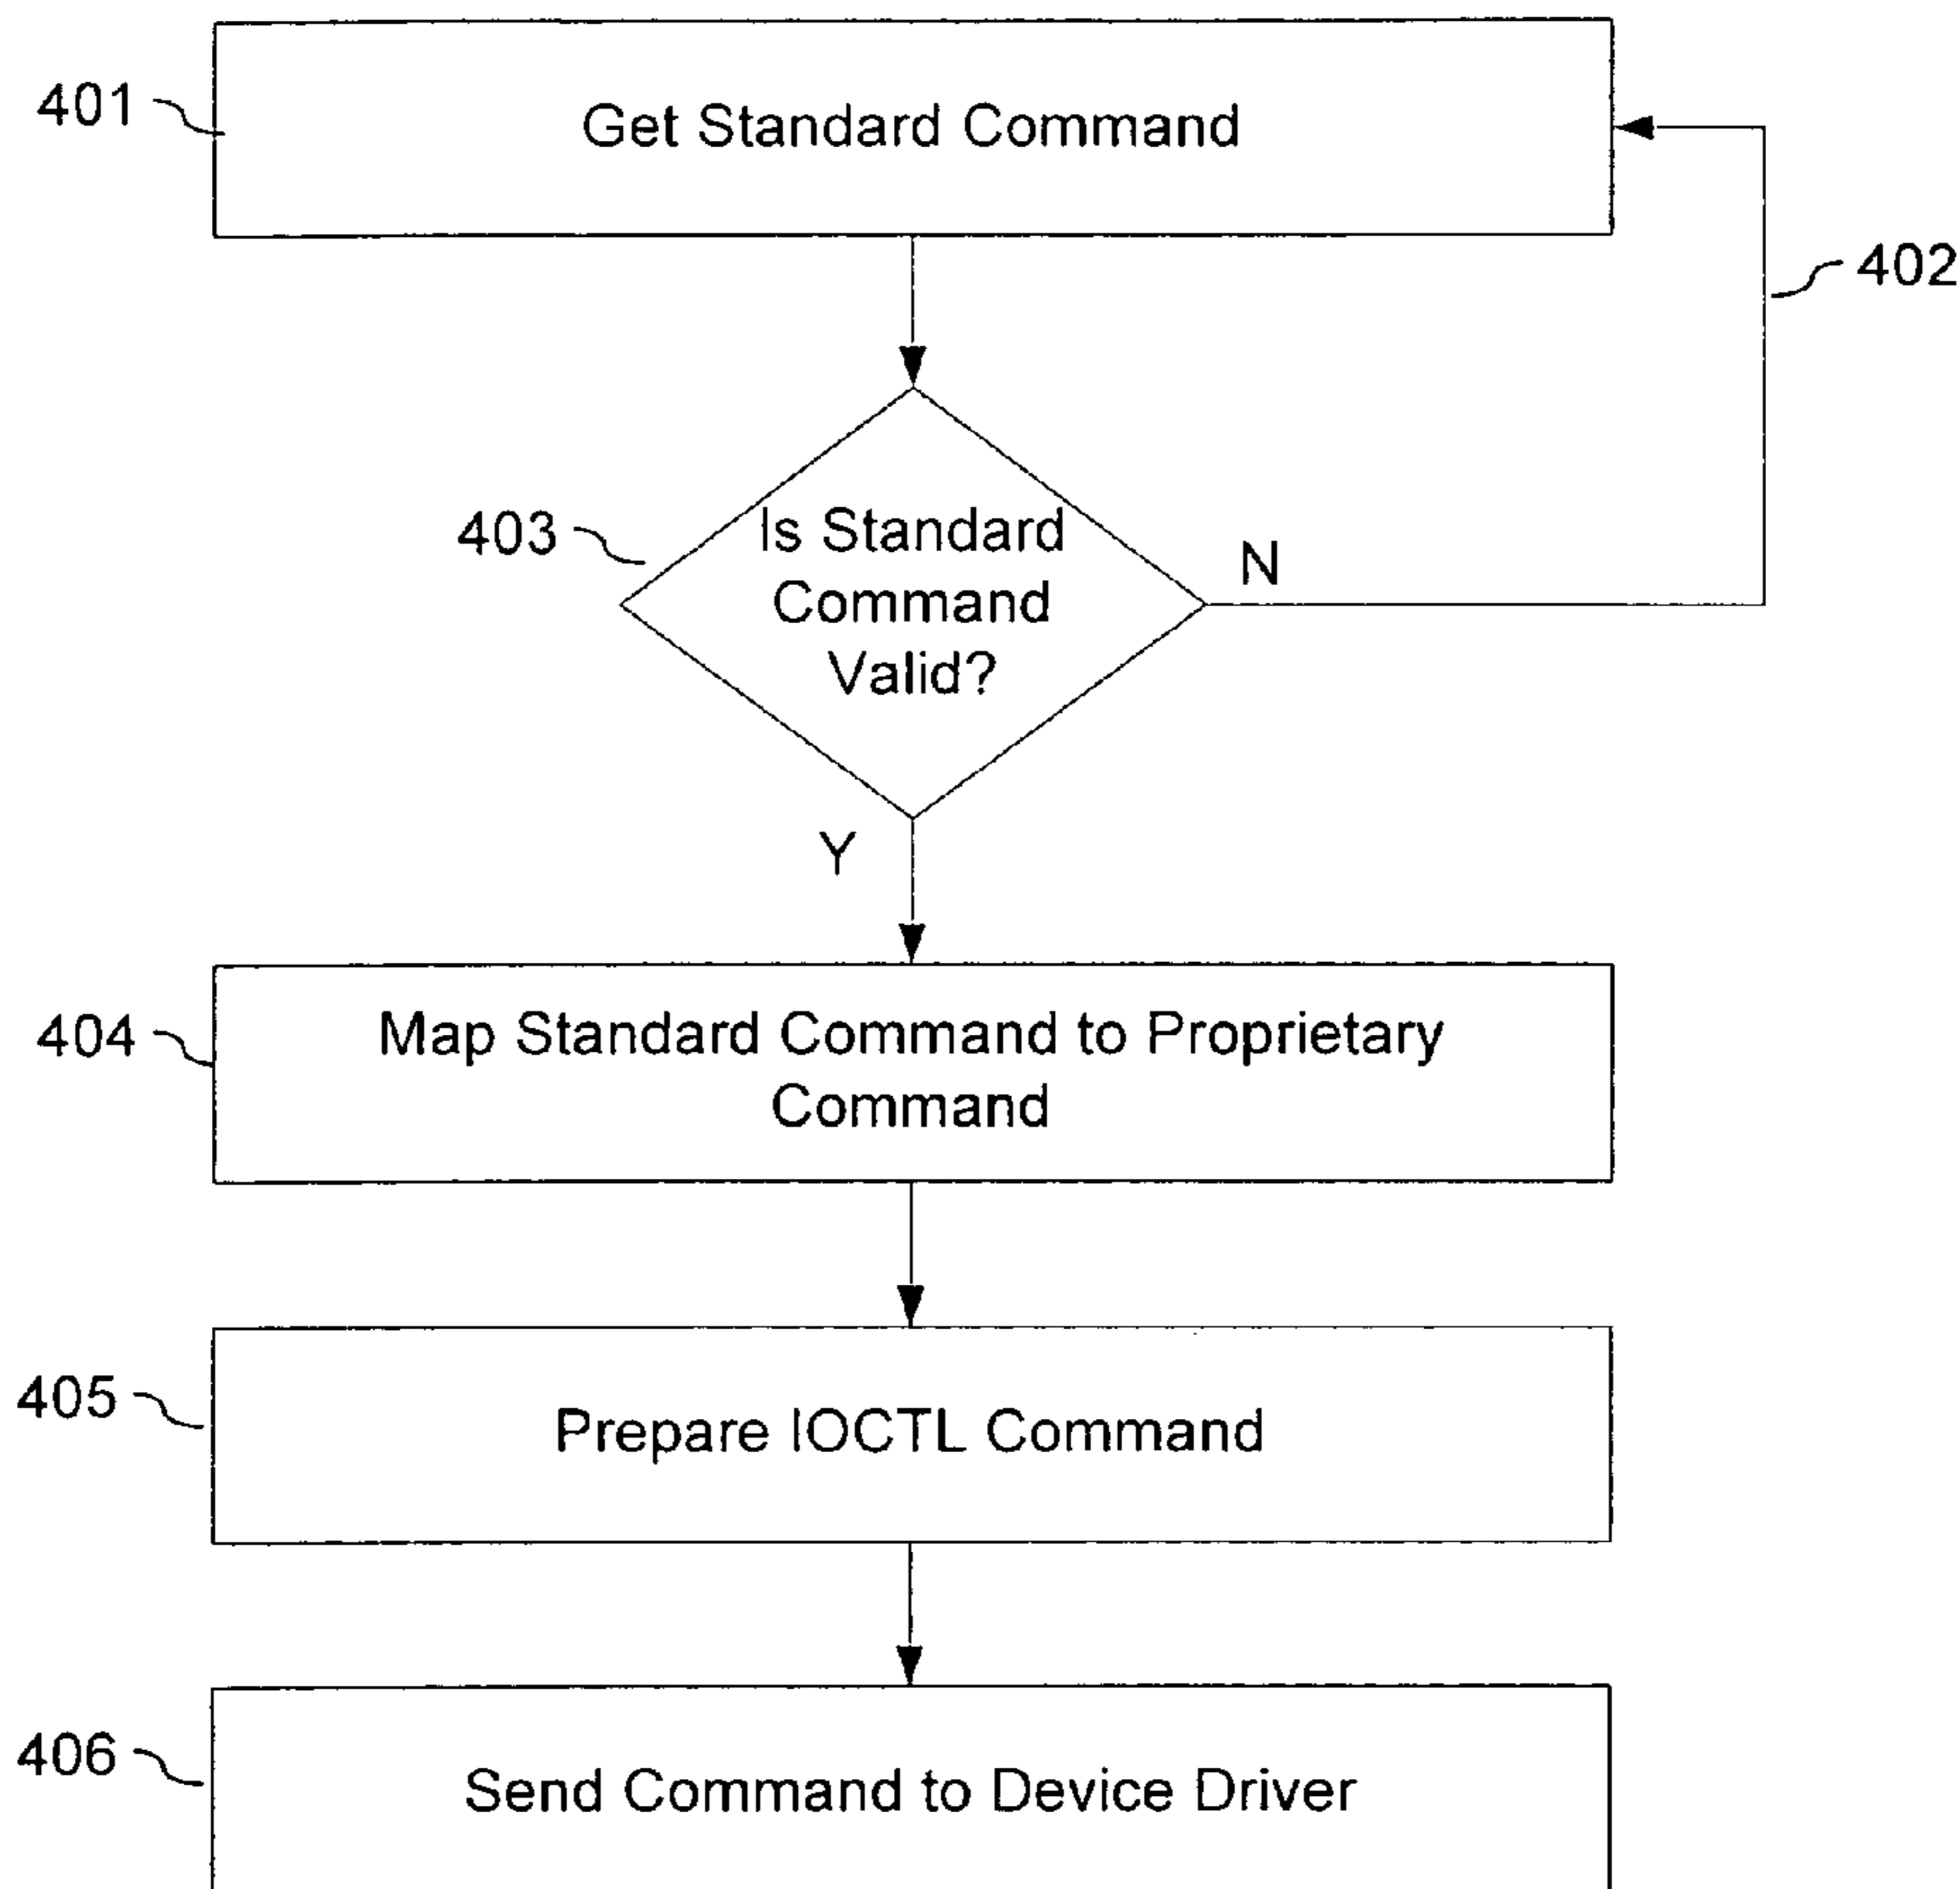 401
Get Standard Command
402
403
Is Standard
Command
Valid?
N
Y
404
Map Standard Command to Proprietary
Command
405
Prepare IOCTL Command
406
Send Command to Device Driver